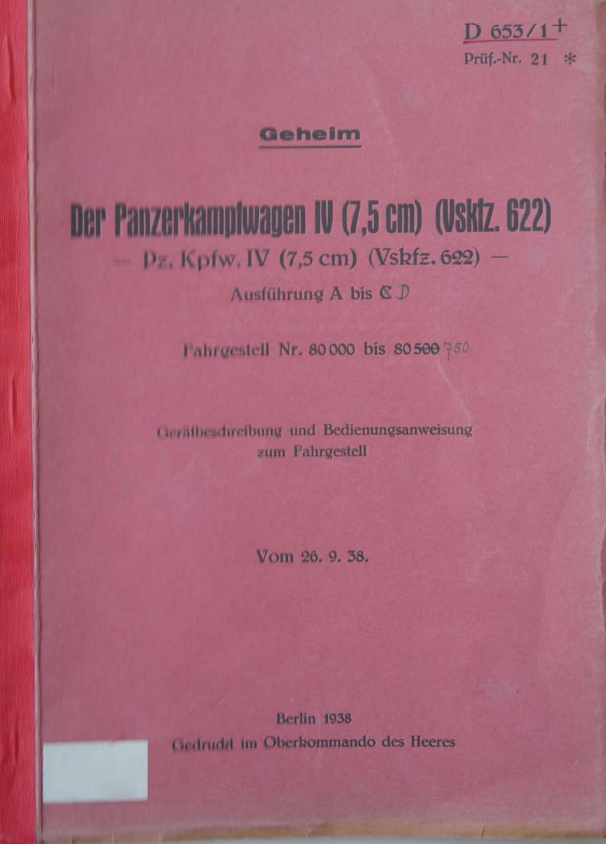 D 653/1+
Prüf.-Nr. 21 *
Geheim
Der Panzerkampfwagen IV (7,5 cm) (Vskfz. 622)
— Pz. Kpfw. IV (7,5 cm) (Vskfz. 622) —
Ausführung A bis C D
Fahrgestell Nr. 80000 bis 80500 750
Gerätbeschreibung und Bedienungsanweisung
zum Fahrgestell
Vom 26. 9. 38.
Berlin 1938
Gedruckt im Oberkommando des Heeres